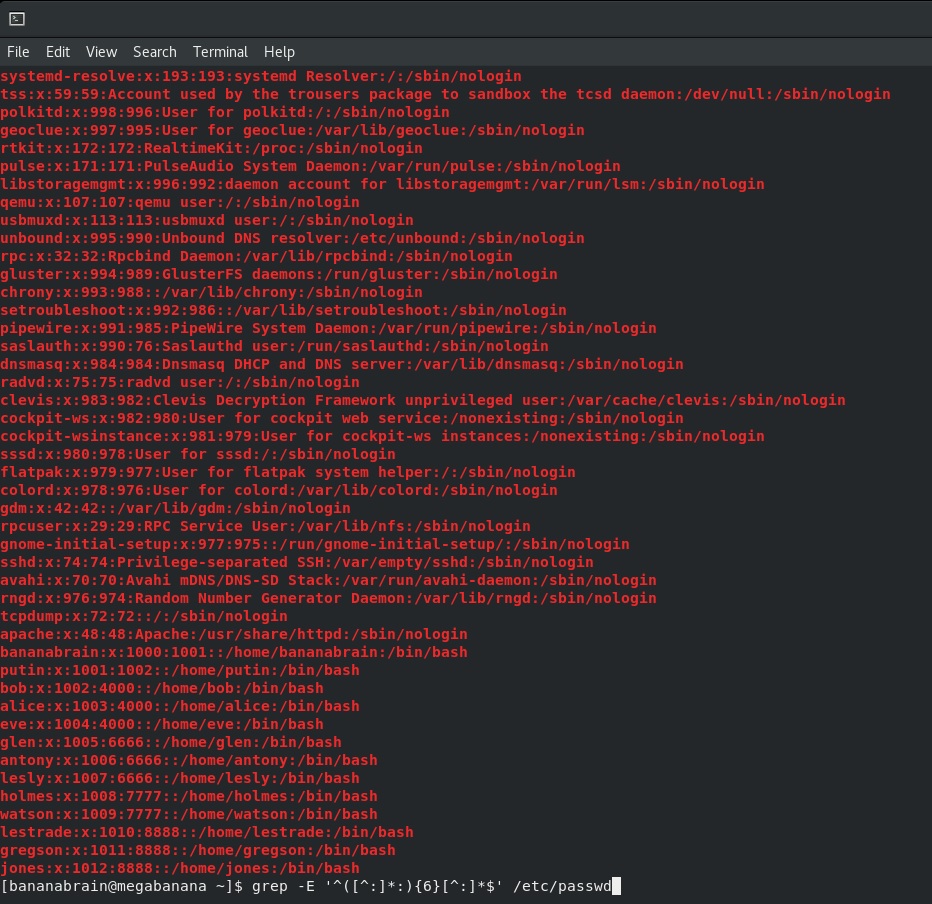 File Edit View Search Terminal Help
systemd-resolve:x:193:193:systemd Resolver:/:/sbin/nologin
tss:x:59:59:Account used by the trousers package to sandbox the tcsd daemon:/dev/null:/sbin/nologin
polkitd:x:998:996:User for polkitd:/:/sbin/nologin
geoclue:x:997:995:User for geoclue:/var/lib/geoclue:/sbin/nologin
rtkit:x:172:172:RealtimeKit:/proc:/sbin/nologin
pulse:x:171:171:PulseAudio System Daemon:/var/run/pulse:/sbin/nologin
libstoragemgmt:x:996:992:daemon account for libstoragemgmt:/var/run/lsm:/sbin/nologin
qemu:x:107:107:qemu user:/:/sbin/nologin
usbmuxd:x:113:113:usbmuxd user:/:/sbin/nologin
unbound:x:995:990:Unbound DNS resolver:/etc/unbound:/sbin/nologin
rpc:x:32:32:Rpcbind Daemon:/var/lib/rpcbind:/sbin/nologin
gluster:x:994:989:GlusterFS daemons:/run/gluster:/sbin/nologin
chrony:x:993:988::/var/lib/chrony:/sbin/nologin
setroubleshoot:x:992:986::/var/lib/setroubleshoot:/sbin/nologin
pipewire:x:991:985:PipeWire System Daemon:/var/run/pipewire:/sbin/nologin
saslauth:x:990:76:Saslauthd user:/run/saslauthd:/sbin/nologin
dnsmasq:x:984:984:Dnsmasq DHCP and DNS server:/var/lib/dnsmasq:/sbin/nologin
radvd:x:75:75:radvd user:/:/sbin/nologin
clevis:x:983:982:Clevis Decryption Framework unprivileged user:/var/cache/clevis:/sbin/nologin
cockpit-ws:x:982:980:User for cockpit web service:/nonexisting:/sbin/nologin
cockpit-wsinstance:x:981:979:User for cockpit-ws instances:/nonexisting:/sbin/nologin
sssd:x:980:978:User for sssd:/:/sbin/nologin
flatpak:x:979:977:User for flatpak system helper:/:/sbin/nologin
colord:x:978:976:User for colord:/var/lib/colord:/sbin/nologin
gdm:x:42:42::/var/lib/gdm:/sbin/nologin
rpcuser:x:29:29:RPC Service User:/var/lib/nfs:/sbin/nologin
gnome-initial-setup:x:977:975::/run/gnome-initial-setup/:/sbin/nologin
sshd:x:74:74:Privilege-separated SSH:/var/empty/sshd:/sbin/nologin
avahi:x:70:70:Avahi mDNS/DNS-SD Stack:/var/run/avahi-daemon:/sbin/nologin
rngd:x:976:974:Random Number Generator Daemon:/var/lib/rngd:/sbin/nologin
tcpdump:x:72:72::/:/sbin/nologin
apache:x:48:48:Apache:/usr/share/httpd:/sbin/nologin
bananabrain:x:1000:1001::/home/bananabrain:/bin/bash
putin:x:1001:1002::/home/putin:/bin/bash
bob:x:1002:4000::/home/bob:/bin/bash
alice:x:1003:4000::/home/alice:/bin/bash
eve:x:1004:4000::/home/eve:/bin/bash
glen:x:1005:6666::/home/glen:/bin/bash
antony:x:1006:6666::/home/antony:/bin/bash
lesly:x:1007:6666::/home/lesly:/bin/bash
holmes:x:1008:7777::/home/holmes:/bin/bash
watson:x:1009:7777::/home/watson:/bin/bash
lestrade:x:1010:8888::/home/lestrade:/bin/bash
gregson:x:1011:8888::/home/gregson:/bin/bash
jones:x:1012:8888::/home/jones:/bin/bash
[bananabrain@megabanana ~]$ grep -E '^([^:]*:){6}[^:]*$' /etc/passwd